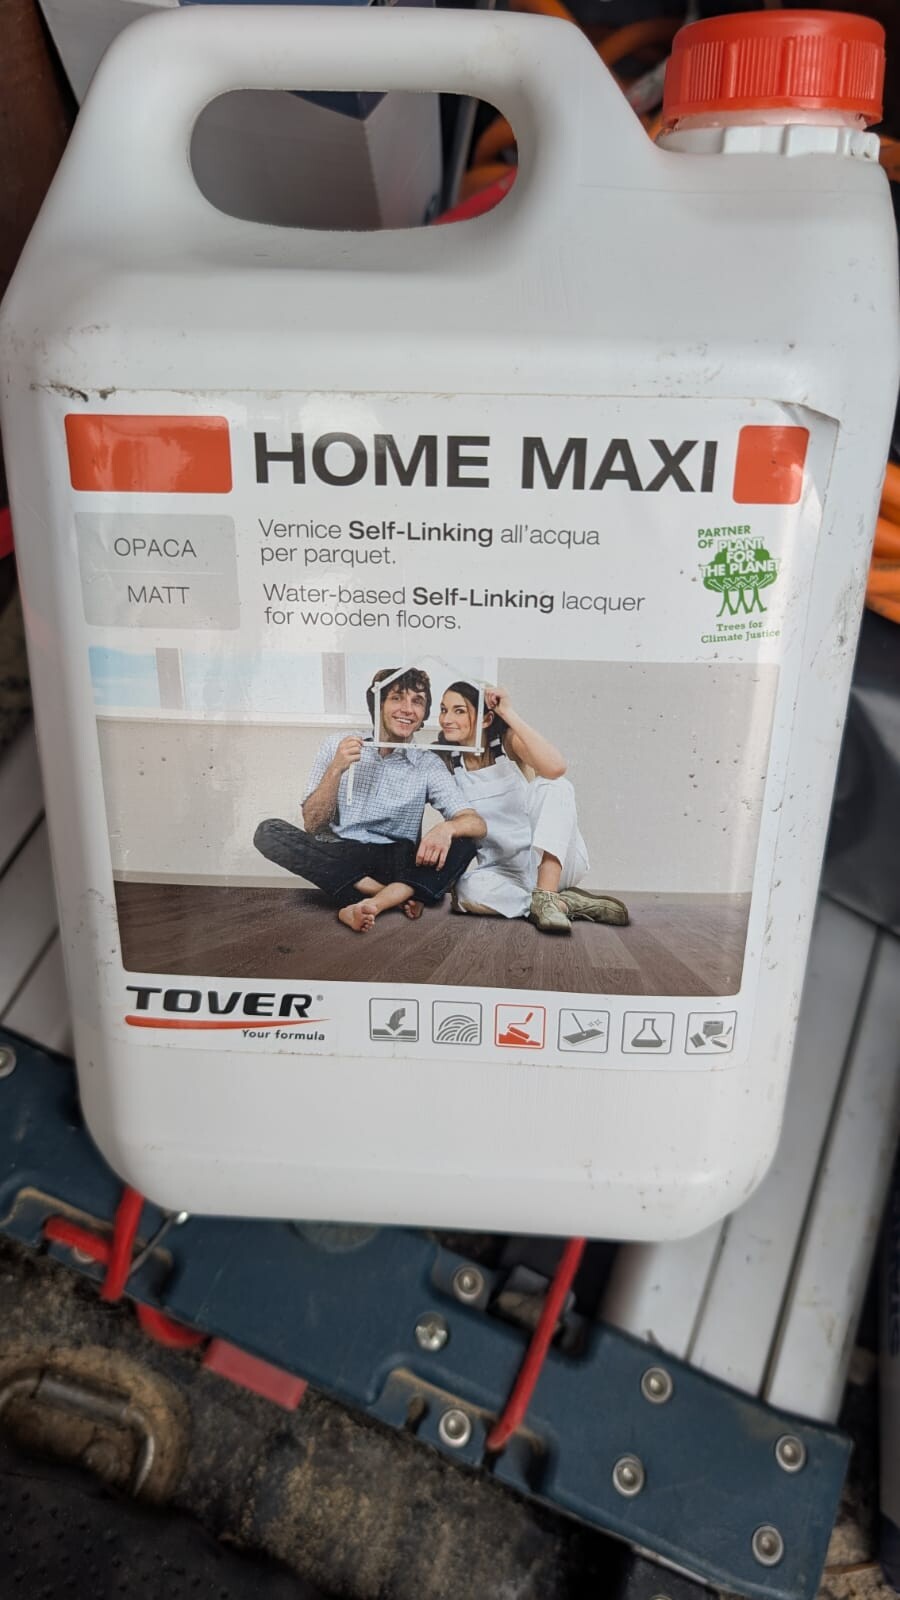 HOME MAXI
OPACA
MATT
Vernice Self-Linking all'acqua
per parquet.
Water-based Self-Linking lacquer
for wooden floors.
PARTNER
OF PLANT
FOR
THE PLANET
Trees for
Climate Justice
TOVER®
Your formula